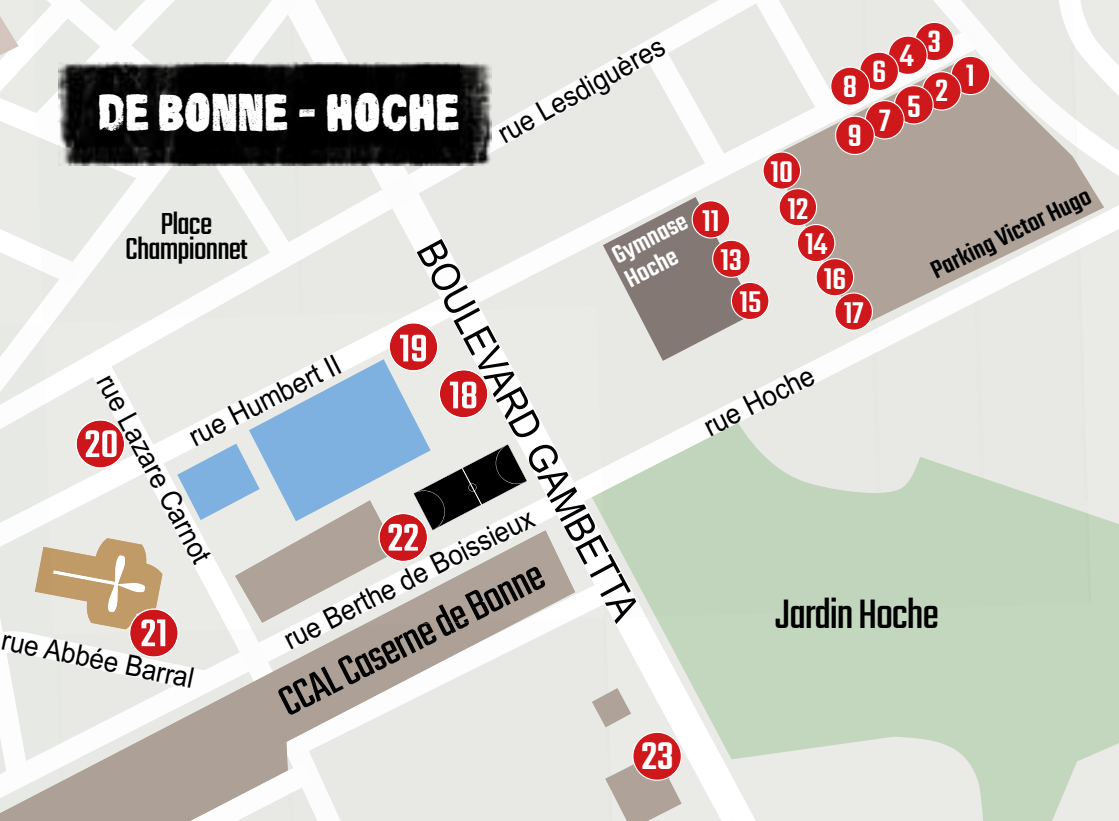 DE BONNE - HOCHE
rue Lesdiguères
3
4
6
8
1
2
5
7
9
10
12
14
16
17
11
13
15
Gymnase
Hoche
Parking Victor Hugo
Place
Championnet
BOULEVARD GAMBETTA
19
18
rue Humbert II
rue Lazare Carnot
20
rue Hoche
22
rue Berthe de Boissieux
CCAL Caserne de Bonne
21
rue Abbée Barral
Jardin Hoche
23